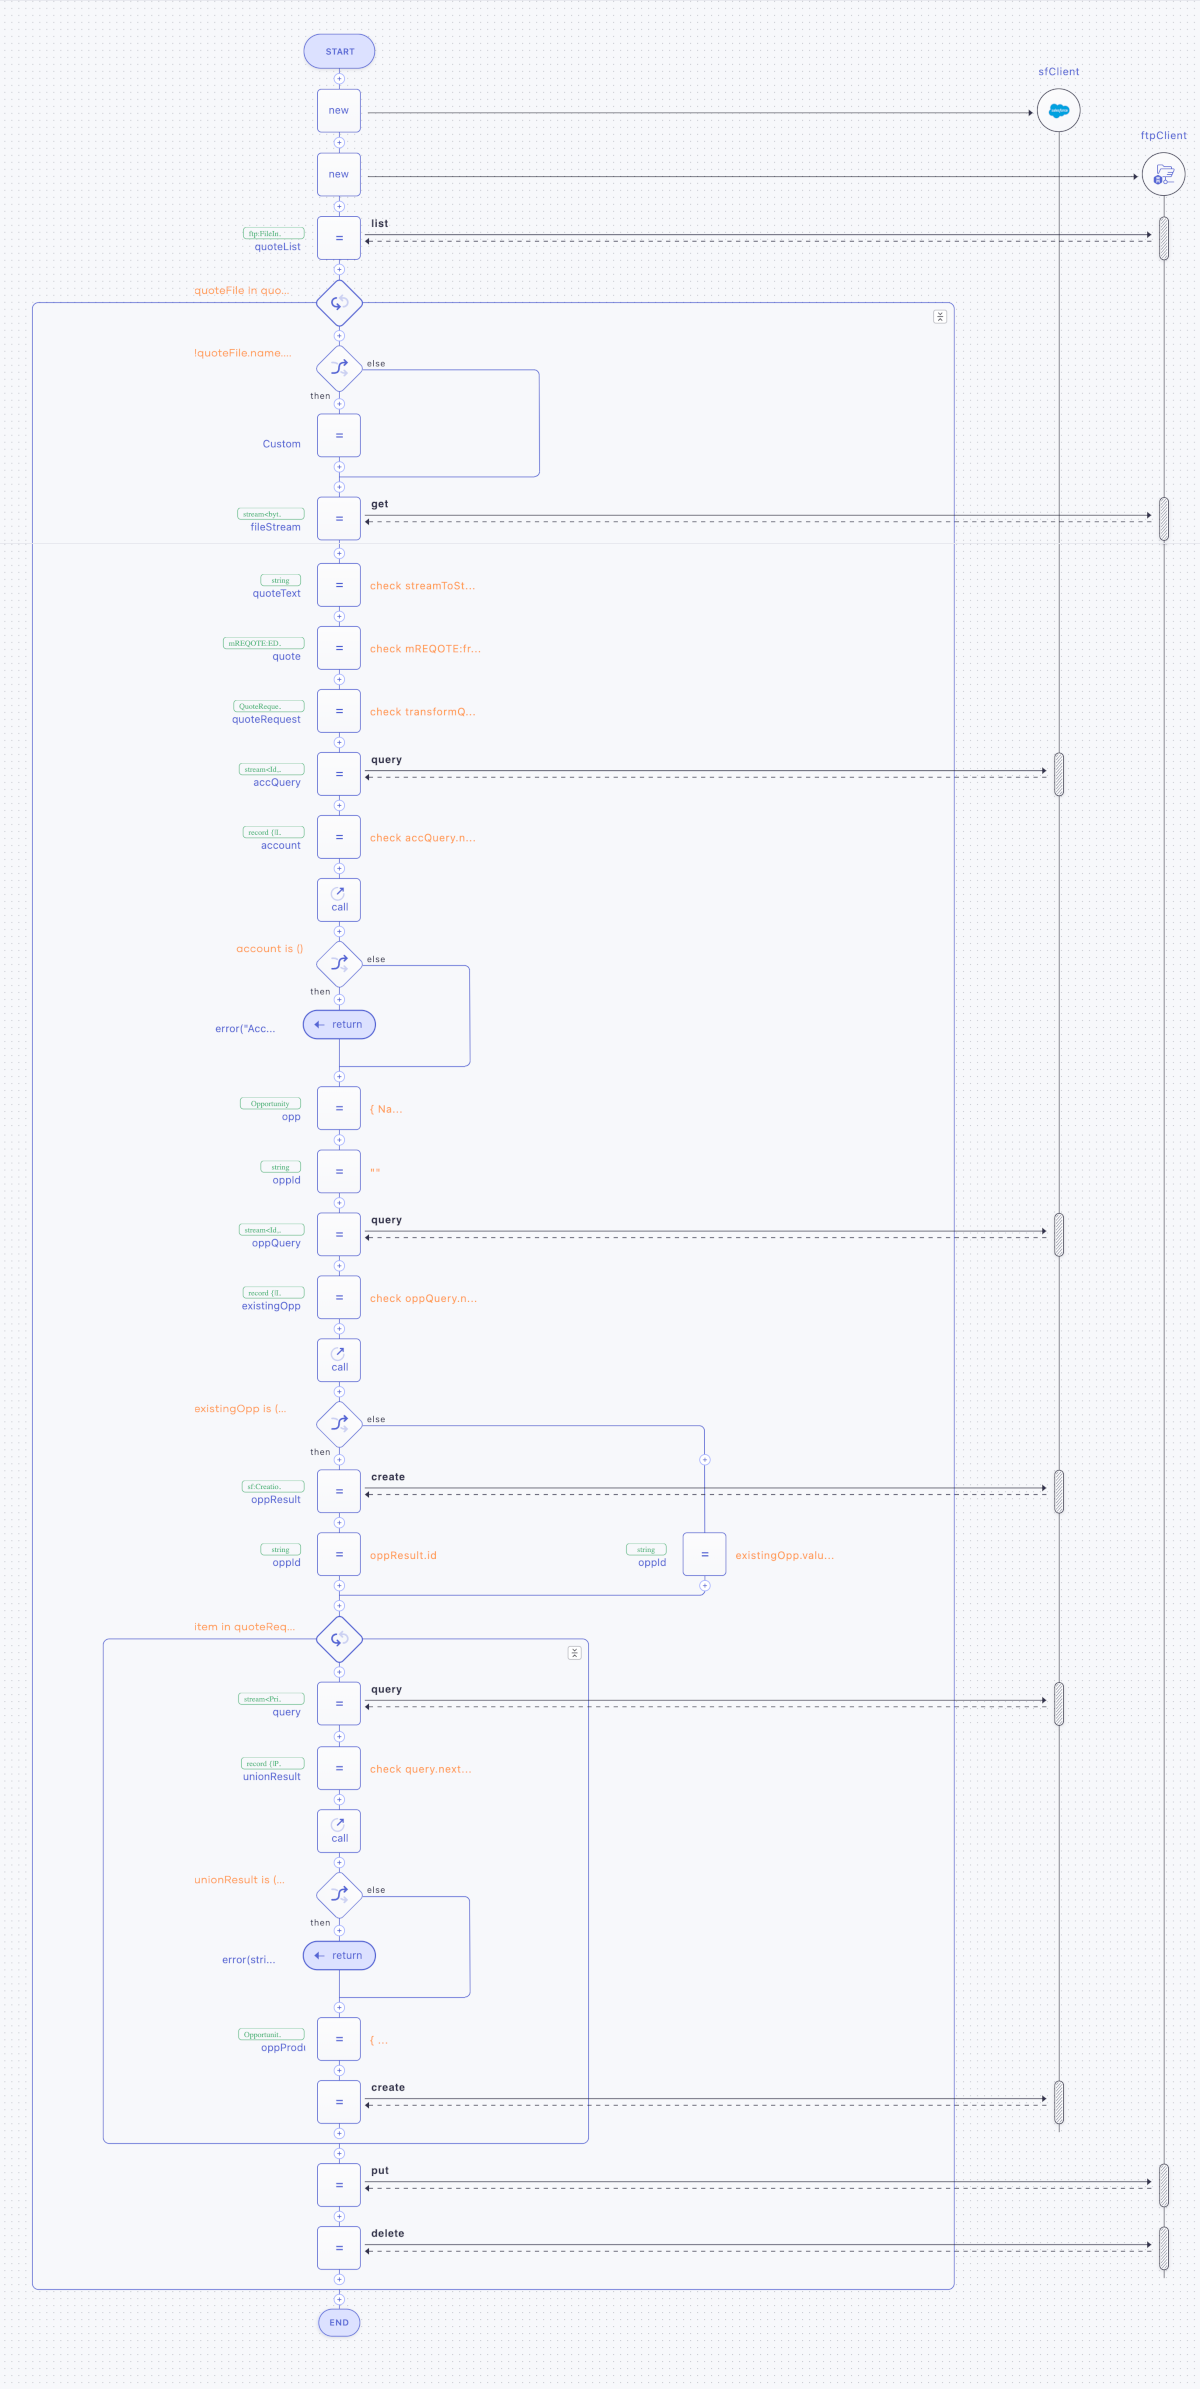 START
sfClient
new
salesforce
ftpClient
new
list
ftp:FileIn..
=
quoteList
quoteFile in quo...
!quoteFile.name....
else
then
=
Custom
get
stream<byt..
=
fileStream
string
=
check streamToSt...
quoteText
mREQOTE:ED..
=
check mREQOTE:fr...
quote
QuoteReque..
=
check transformQ...
quoteRequest
query
stream<Id,..
=
accQuery
record {|I..
=
check accQuery.n...
account
call
account is ()
else
then
error("Acc...
return
Opportunity
=
{ Na...
opp
string
=
""
oppId
query
stream<Id,..
=
oppQuery
record {|I..
=
check oppQuery.n...
existingOpp
call
existingOpp is (...
else
then
create
sf:Creatio..
=
oppResult
string
=
oppResult.id
oppId
string
=
existingOpp.valu...
oppId
item in quoteReq...
query
stream<Pri..
=
query
record {|P..
=
check query.next...
unionResult
call
unionResult is (...
else
then
error(stri...
return
Opportunit..
=
{ ...
oppProdu
create
=
put
=
delete
=
END